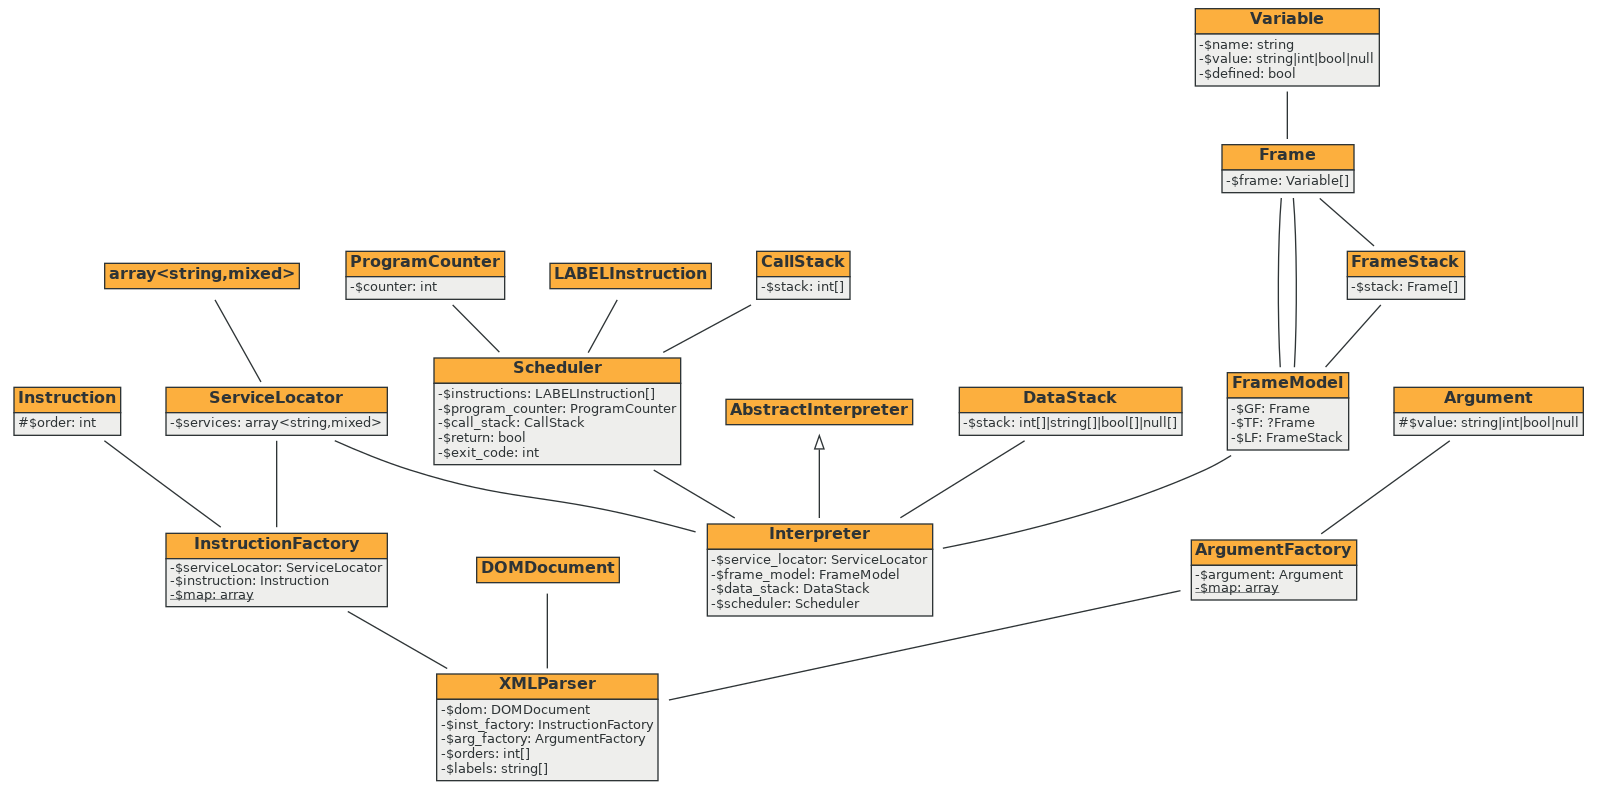 Variable
-$name: string
-$value: string|int|bool|null
-$defined: bool
Frame
-$frame: Variable[]
array<string,mixed>
ProgramCounter
-$counter: int
LABELInstruction
CallStack
-$stack: int[]
FrameStack
-$stack: Frame[]
Instruction
#$order: int
ServiceLocator
-$services: array<string,mixed>
Scheduler
-$instructions: LABELInstruction[]
-$program_counter: ProgramCounter
-$call_stack: CallStack
-$return: bool
-$exit_code: int
AbstractInterpreter
DataStack
-$stack: int[]|string[]|bool[]|null[]
FrameModel
-$GF: Frame
-$TF: ?Frame
-$LF: FrameStack
Argument
#$value: string|int|bool|null
InstructionFactory
-$serviceLocator: ServiceLocator
-$instruction: Instruction
-$map: array
DOMDocument
Interpreter
-$service_locator: ServiceLocator
-$frame_model: FrameModel
-$data_stack: DataStack
-$scheduler: Scheduler
ArgumentFactory
-$argument: Argument
-$map: array
XMLParser
-$dom: DOMDocument
-$inst_factory: InstructionFactory
-$arg_factory: ArgumentFactory
-$orders: int[]
-$labels: string[]